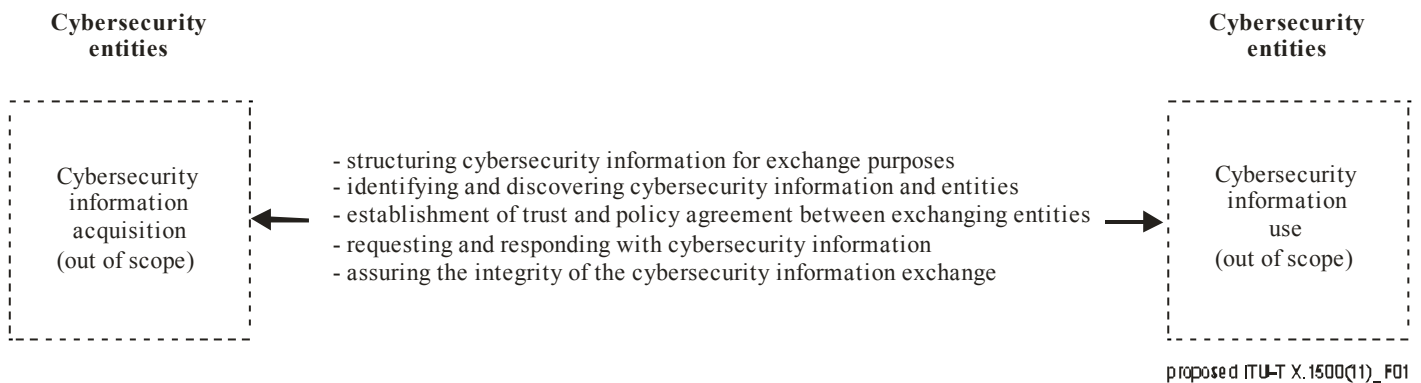 Cybersecurity
entities
Cybersecurity
entities
Cybersecurity
information
acquisition
(out of scope)
- structuring cybersecurity information for exchange purposes
- identifying and discovering cybersecurity information and entities
- establishment of trust and policy agreement between exchanging entities
- requesting and responding with cybersecurity information
- assuring the integrity of the cybersecurity information exchange
Cybersecurity
information
use
(out of scope)
proposed ITU-T X.1500(11)_F01